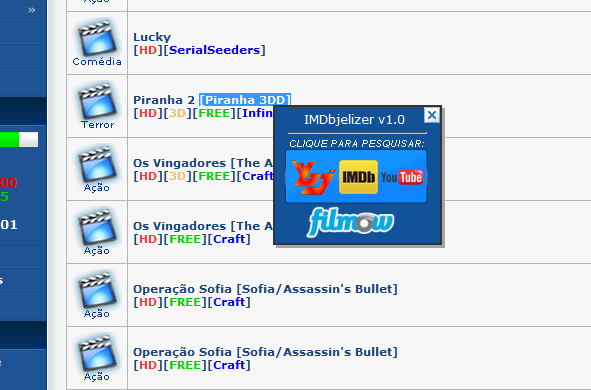 »
Ação
Lucky
[HD][SerialSeeders]
Comédia
Piranha 2 [Piranha 3DD]
[HD][3D][FREE][Infin
Terror
IMDbjelizer v1.0
CLIQUE PARA PESQUISAR:
IMDb YouTube
filmow
Os Vingadores [The A
[HD][3D][FREE][Craft
Ação
Os Vingadores [The A
[HD][FREE][Craft]
Ação
Operação Sofia [Sofia/Assassin's Bullet]
[HD][FREE][Craft]
Ação
Operação Sofia [Sofia/Assassin's Bullet]
[HD][FREE][Craft]
Ação
00
5
01
s